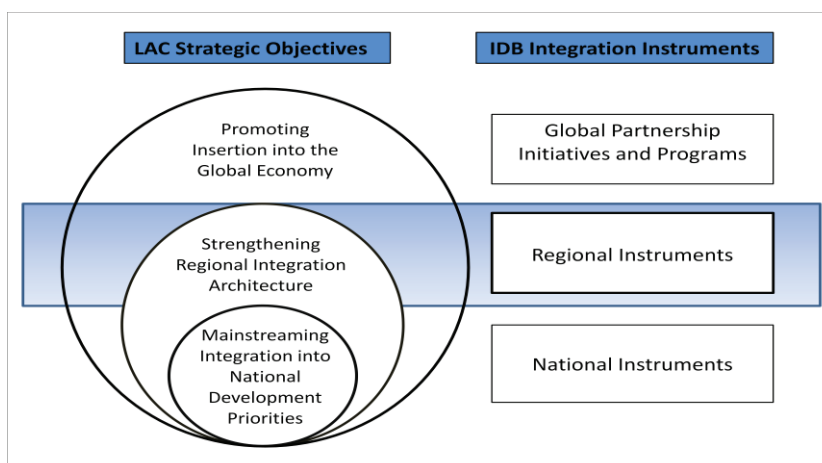 LAC Strategic Objectives
IDB Integration Instruments
Promoting
Insertion into the
Global Economy
Global Partnership
Initiatives and Programs
Strengthening
Regional Integration
Architecture
Regional Instruments
Mainstreaming
Integration into
National
Development
Priorities
National Instruments